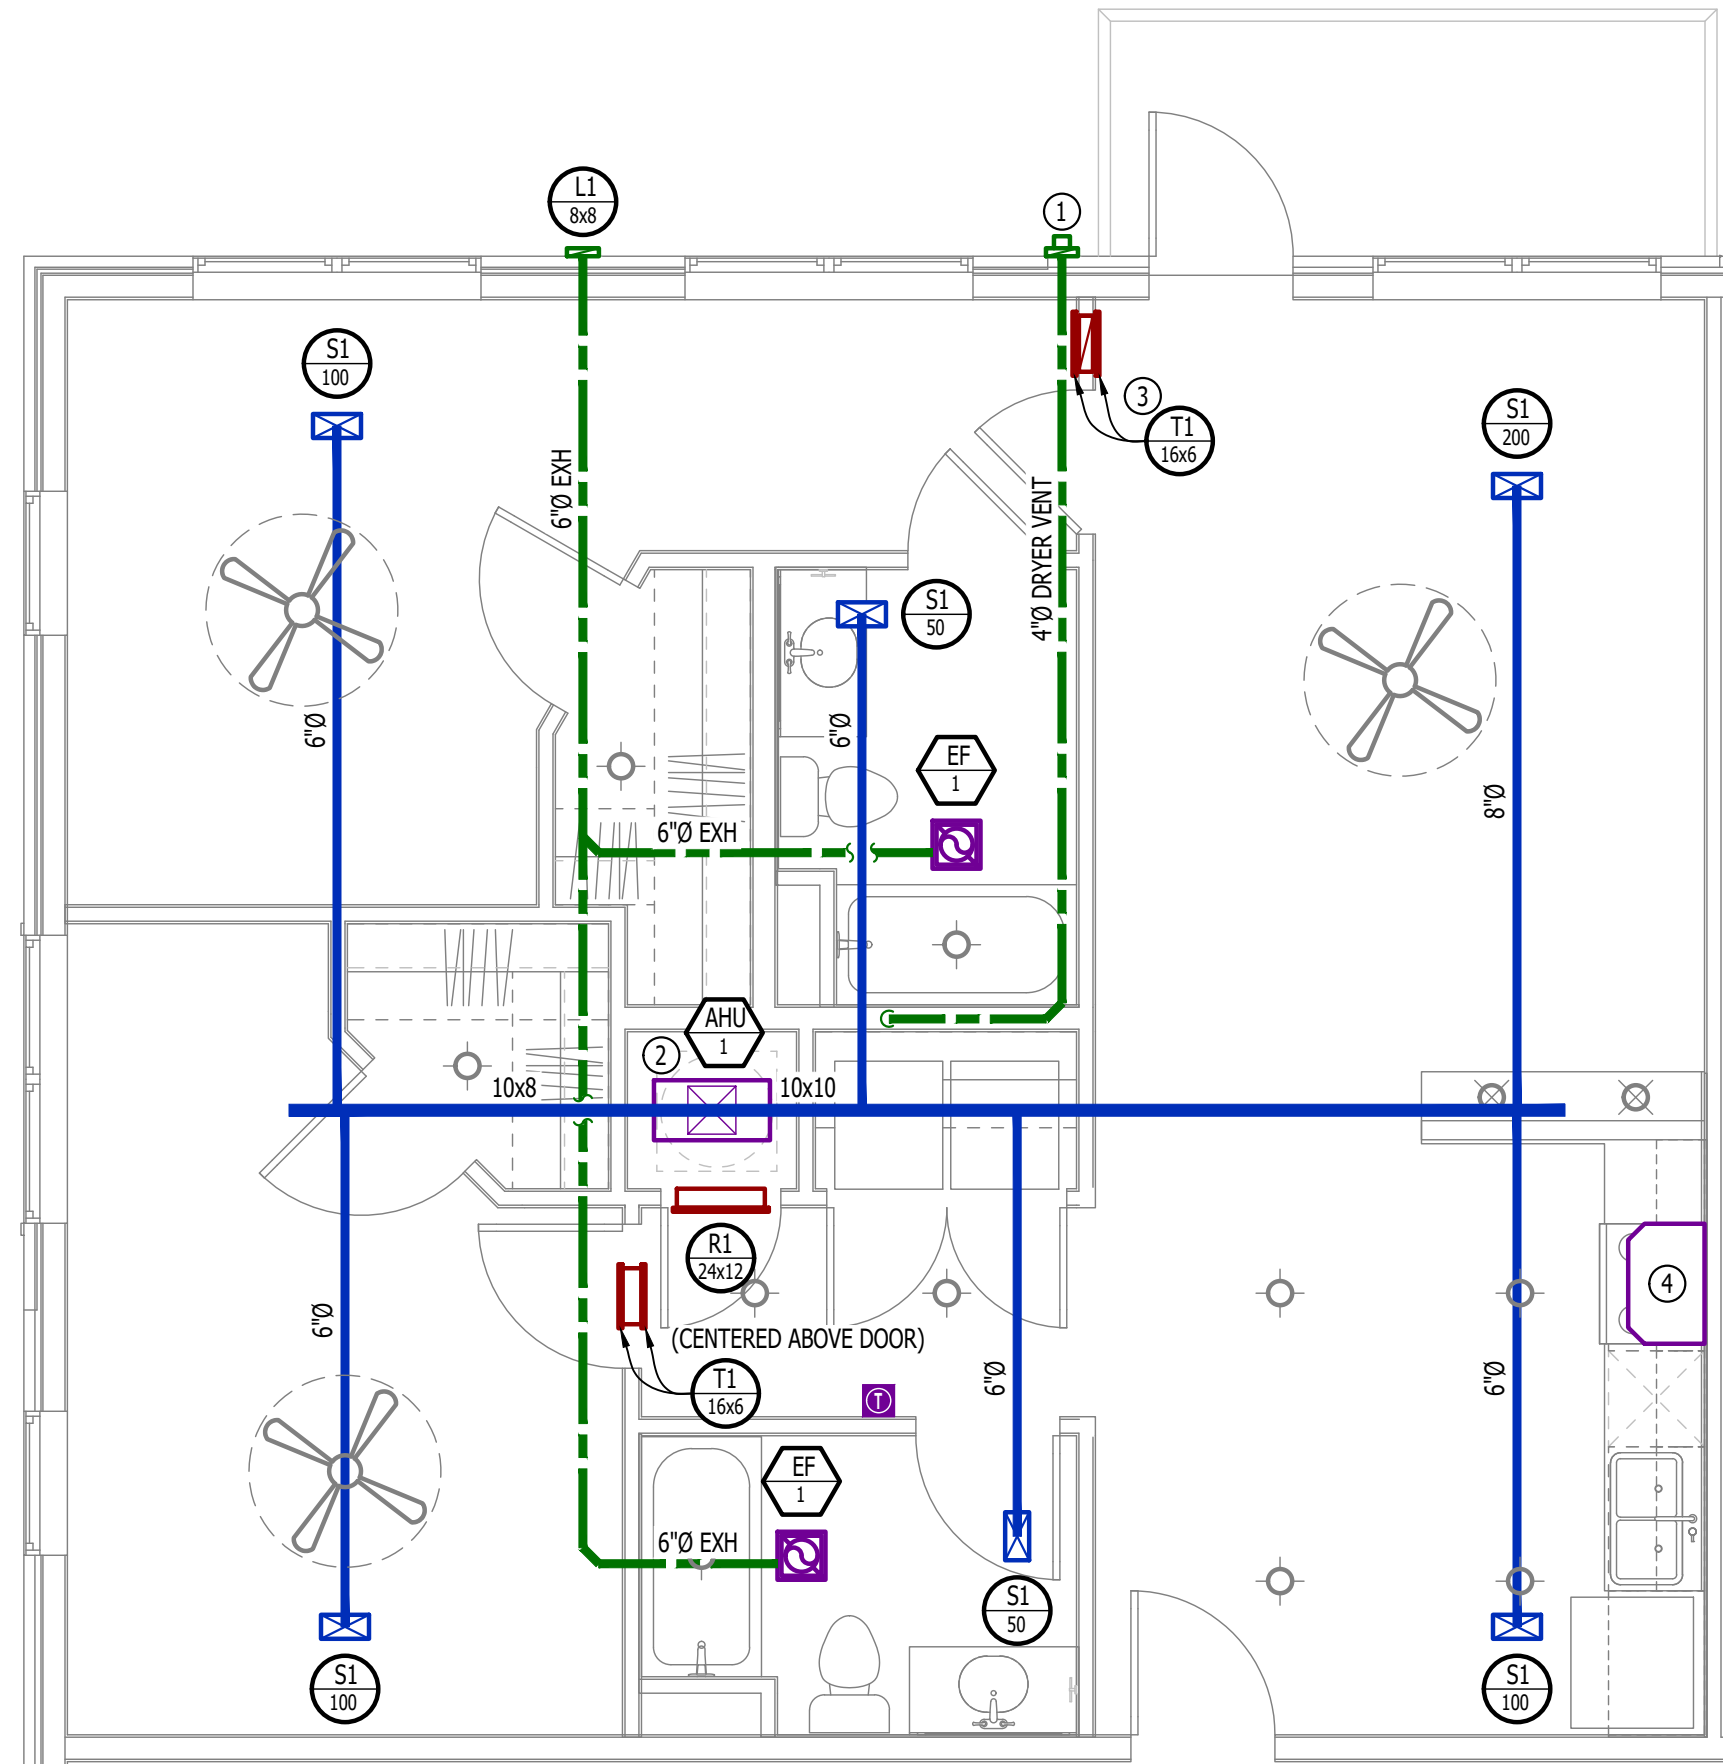 L1
8x8
1
S1
100
3
T1
16x6
S1
200
6"Ø EXH
4"Ø DRYER VENT
S1
50
6"Ø
6"Ø
EF
1
8"Ø
6"Ø EXH
AHU
1
2
10x8
10x10
R1
24x12
4
6"Ø
(CENTERED ABOVE DOOR)
T1
16x6
6"Ø
6"Ø
T
EF
1
6"Ø EXH
S1
50
S1
100
S1
100